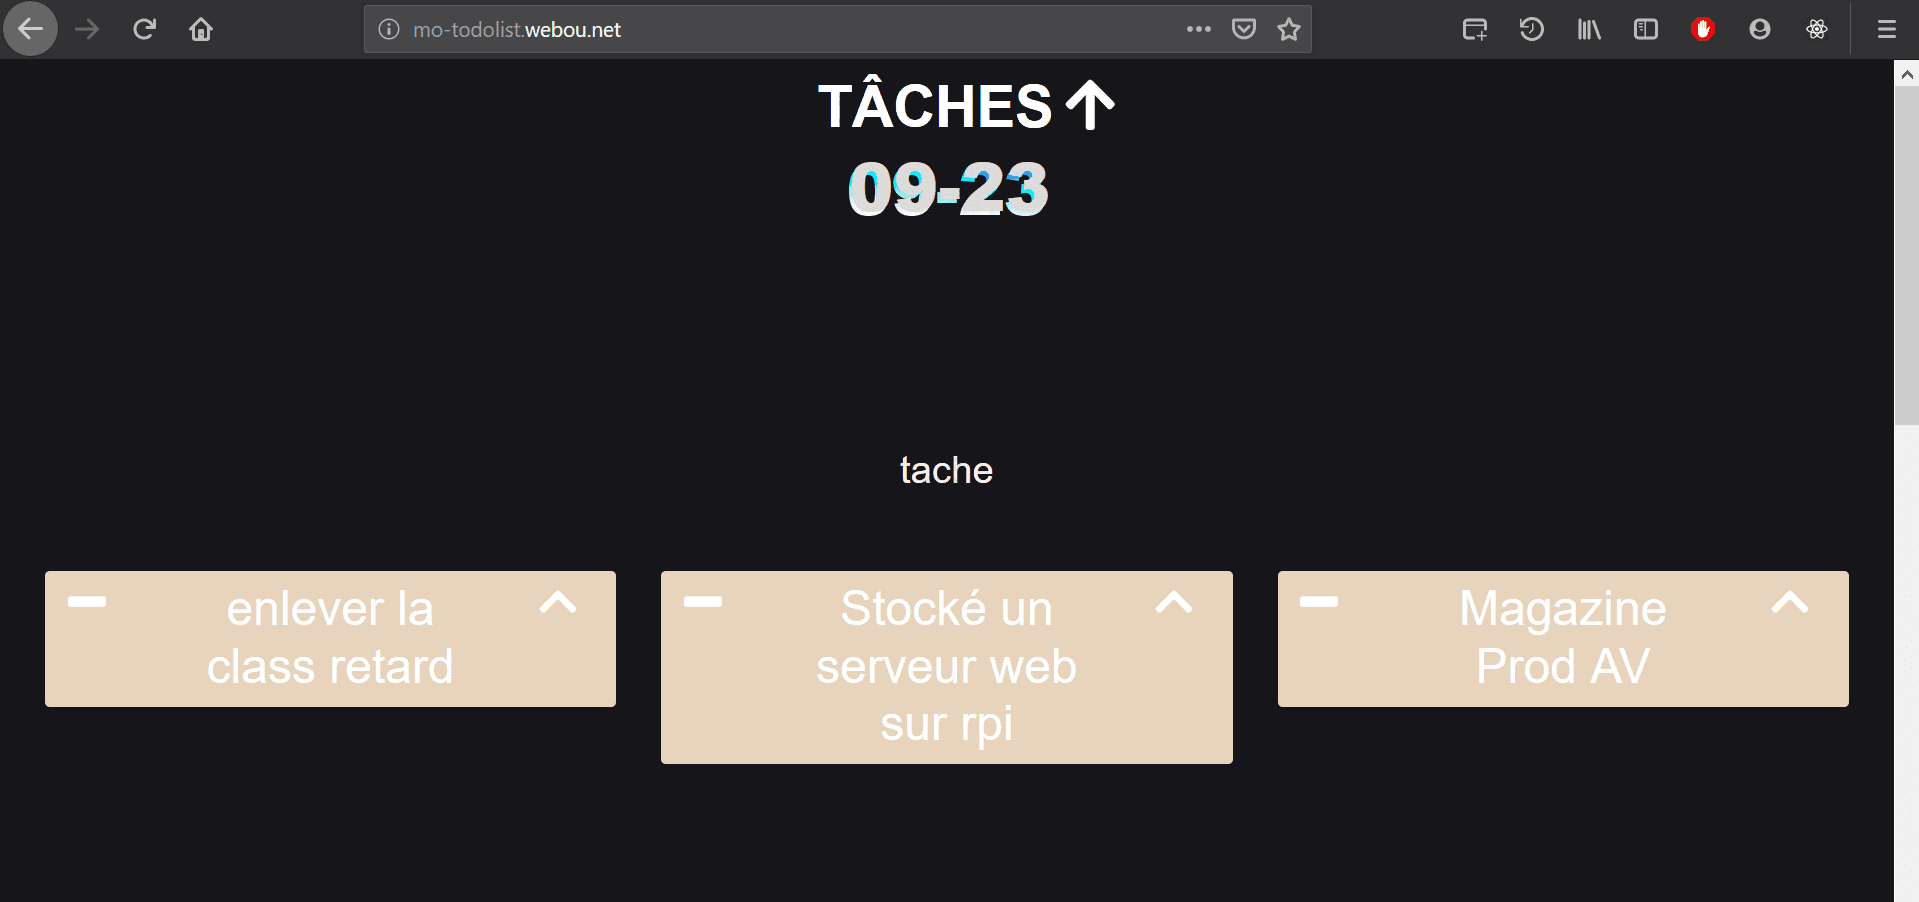 mo-todolist.webou.net
TÂCHES
09-23
tache
enlever la
class retard
Stocké un
serveur web
sur rpi
Magazine
Prod AV